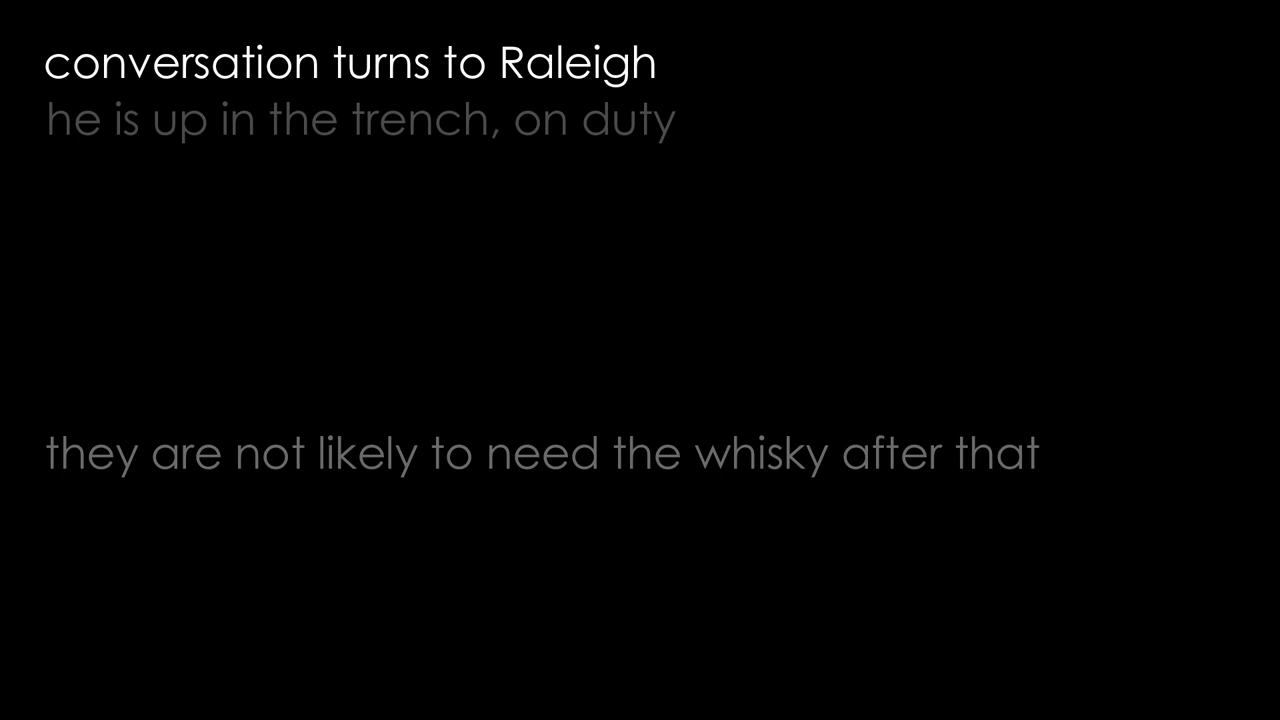 conversation turns to Raleigh
he is up in the trench, on duty
they are not likely to need the whisky after that